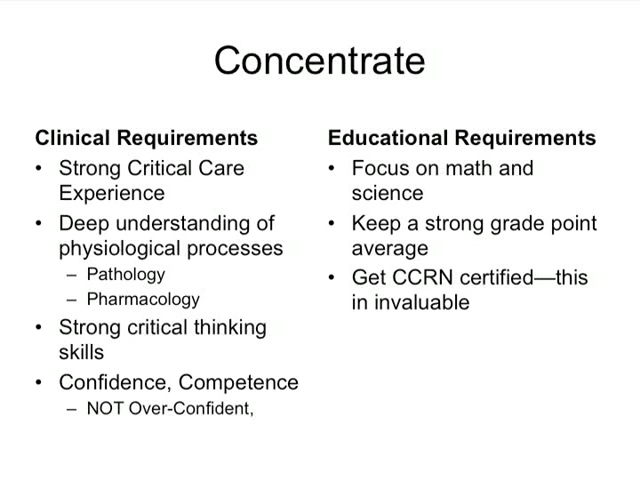 Concentrate
Clinical Requirements
• Strong Critical Care
Experience
• Deep understanding of
physiological processes
– Pathology
– Pharmacology
• Strong critical thinking
skills
• Confidence, Competence
– NOT Over-Confident,
Educational Requirements
• Focus on math and
science
• Keep a strong grade point
average
• Get CCRN certified—this
in invaluable